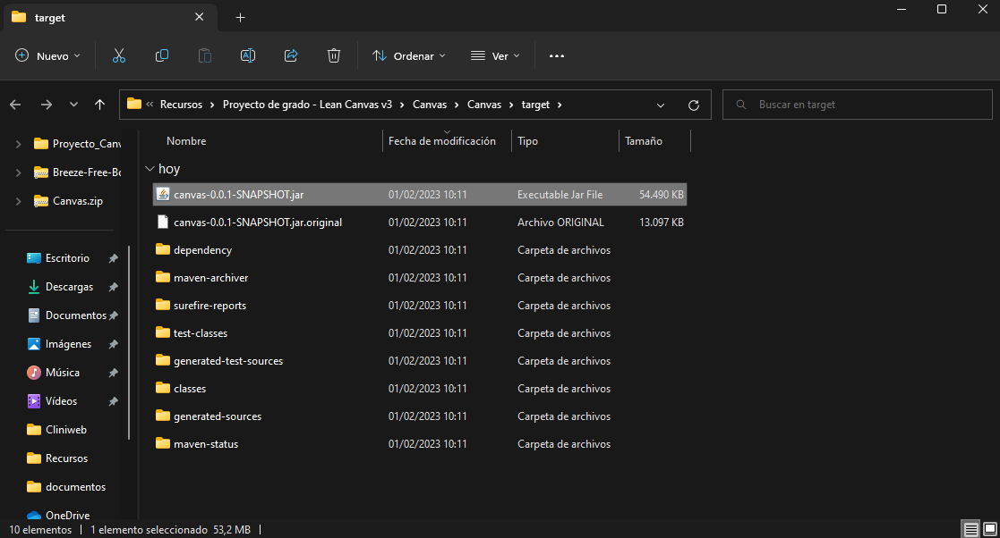 target
Nuevo
Ordenar
Ver
« Recursos > Proyecto de grado - Lean Canvas v3 > Canvas > Canvas > target >
Buscar en target
Proyecto_Canv
Breeze-Free-Bo
Canvas.zip
Escritorio
Descargas
Documentos
Imágenes
Música
Vídeos
Cliniweb
Recursos
documentos
OneDrive
Nombre Fecha de modificación Tipo Tamaño
hoy
canvas-0.0.1-SNAPSHOT.jar 01/02/2023 10:11 Executable Jar File 54.490 KB
canvas-0.0.1-SNAPSHOT.jar.original 01/02/2023 10:11 Archivo ORIGINAL 13.097 KB
dependency 01/02/2023 10:11 Carpeta de archivos
maven-archiver 01/02/2023 10:11 Carpeta de archivos
surefire-reports 01/02/2023 10:11 Carpeta de archivos
test-classes 01/02/2023 10:11 Carpeta de archivos
generated-test-sources 01/02/2023 10:11 Carpeta de archivos
classes 01/02/2023 10:11 Carpeta de archivos
generated-sources 01/02/2023 10:11 Carpeta de archivos
maven-status 01/02/2023 10:11 Carpeta de archivos
10 elementos | 1 elemento seleccionado 53,2 MB |